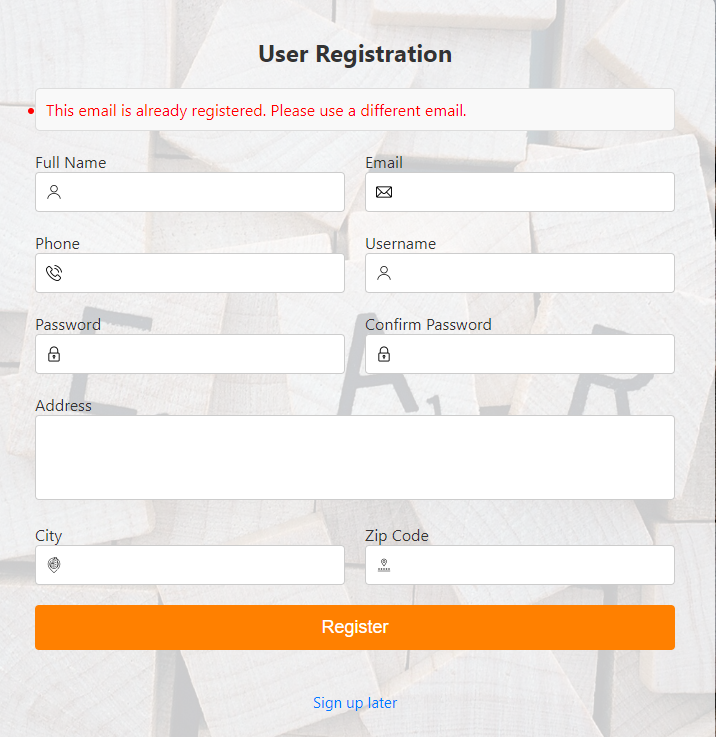 User Registration
This email is already registered. Please use a different email.
Full Name
Email
Phone
Username
Password
Confirm Password
Address
City
Zip Code
Register
Sign up later